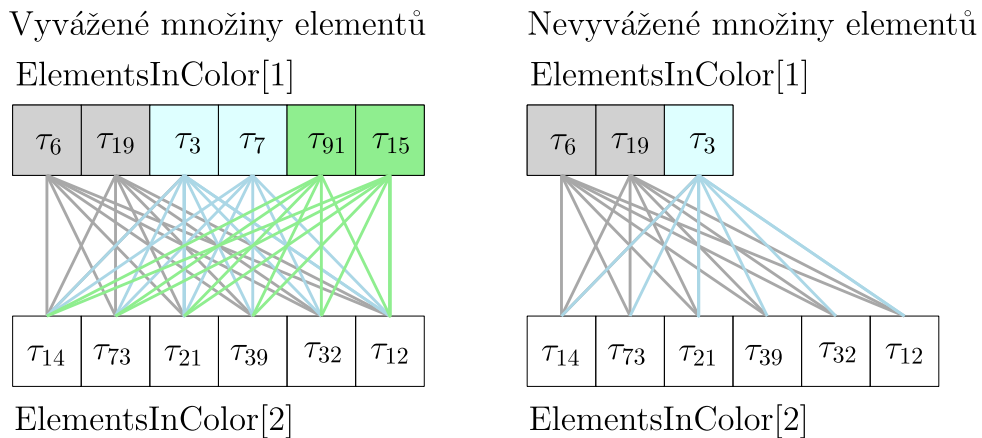 Vyvážené množiny elementů
ElementsInColor[1]
τ6 τ19 τ3 τ7 τ91 τ15
τ14 τ73 τ21 τ39 τ32 τ12
ElementsInColor[2]
Nevyvážené množiny elementů
ElementsInColor[1]
τ6 τ19 τ3
τ14 τ73 τ21 τ39 τ32 τ12
ElementsInColor[2]